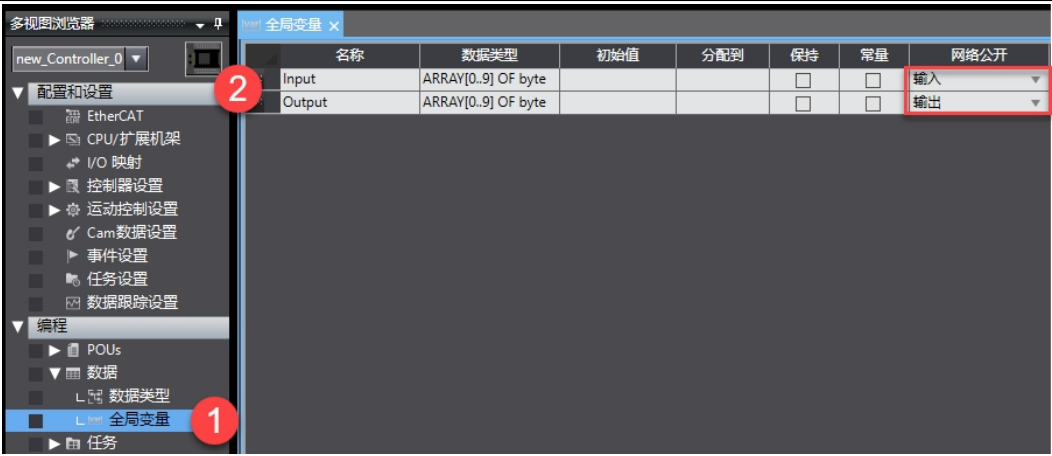 多视图浏览器
new_Controller_0
配置和设置
EtherCAT
CPU/扩展机架
I/O 映射
控制器设置
运动控制设置
Cam数据设置
事件设置
任务设置
数据跟踪设置
编程
POUs
数据
数据类型
全局变量
1
任务
全局变量
名称 数据类型 初始值 分配到 保持 常量 网络公开
2
Input ARRAY[0..9] OF byte 输入
Output ARRAY[0..9] OF byte 输出